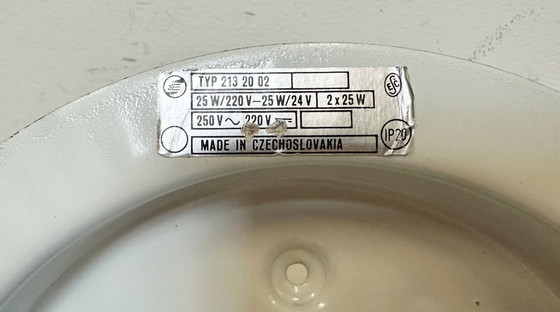 TYP 213 20 02
25 W/220 V–25 W/24 V 2 x 25 W
250 V ~ 220 V
IP20
MADE IN CZECHOSLOVAKIA